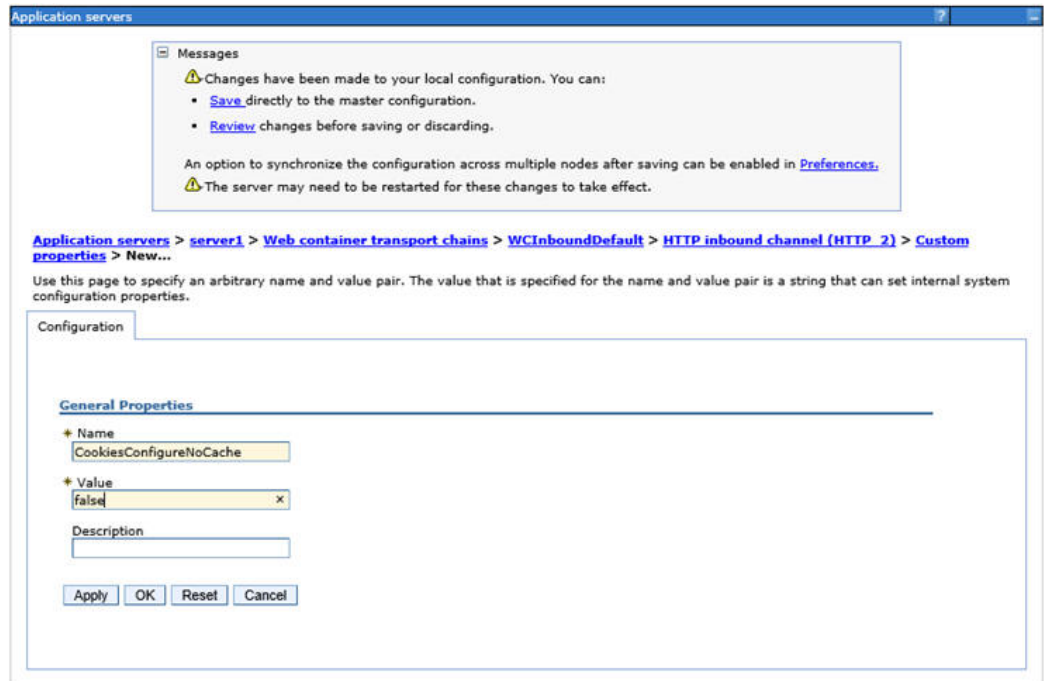 Application servers ?
Messages
Changes have been made to your local configuration. You can:
Save directly to the master configuration.
Review changes before saving or discarding.
An option to synchronize the configuration across multiple nodes after saving can be enabled in Preferences.
The server may need to be restarted for these changes to take effect.
Application servers > server1 > Web container transport chains > WCInboundDefault > HTTP inbound channel (HTTP_2) > Custom
properties > New...
Use this page to specify an arbitrary name and value pair. The value that is specified for the name and value pair is a string that can set internal system
configuration properties.
Configuration
General Properties
Name
CookiesConfigureNoCache
Value
false
Description
Apply OK Reset Cancel